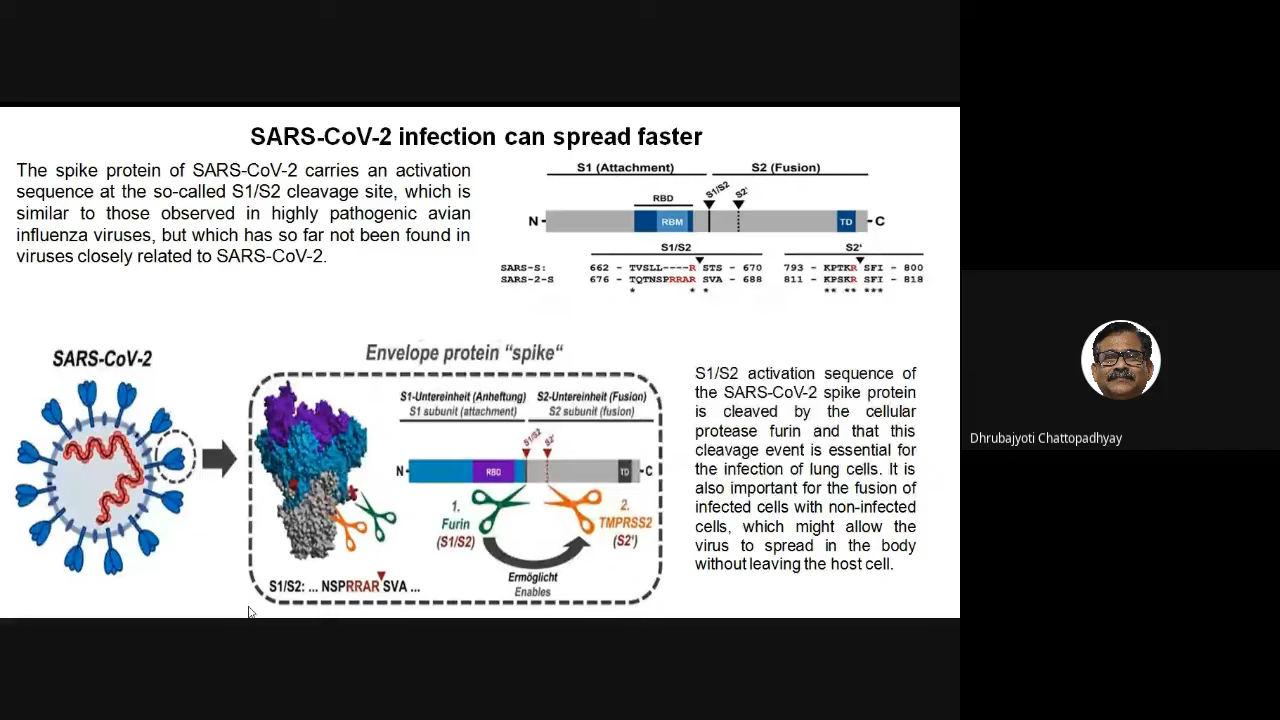 SARS-CoV-2 infection can spread faster
The spike protein of SARS-CoV-2 carries an activation
sequence at the so-called S1/S2 cleavage site, which is
similar to those observed in highly pathogenic avian
influenza viruses, but which has so far not been found in
viruses closely related to SARS-CoV-2.
S1 (Attachment) S2 (Fusion)
RBD S1/S2 S2'
N RBM TD C
S1/S2 S2'
SARS-S: 662 - TVSLL----R STS - 670 793 - KPTKR SFI - 800
SARS-2-S 676 - TQTNSPRRAR SVA - 688 811 - KPSKR SFI - 818
* * * ** ** ***
SARS-CoV-2
Envelope protein "spike"
S1-Untereinheit (Anheftung) S2-Untereinheit (Fusion)
S1 subunit (attachment) S2 subunit (fusion)
S1/S2 S2'
N RBD TD C
1. 2.
Furin TMPRSS2
(S1/S2) (S2')
Ermöglicht
Enables
S1/S2: ... NSPRRAR SVA ...
S1/S2 activation sequence of
the SARS-CoV-2 spike protein
is cleaved by the cellular
protease furin and that this
cleavage event is essential for
the infection of lung cells. It is
also important for the fusion of
infected cells with non-infected
cells, which might allow the
virus to spread in the body
without leaving the host cell.
Dhrubajyoti Chattopadhyay